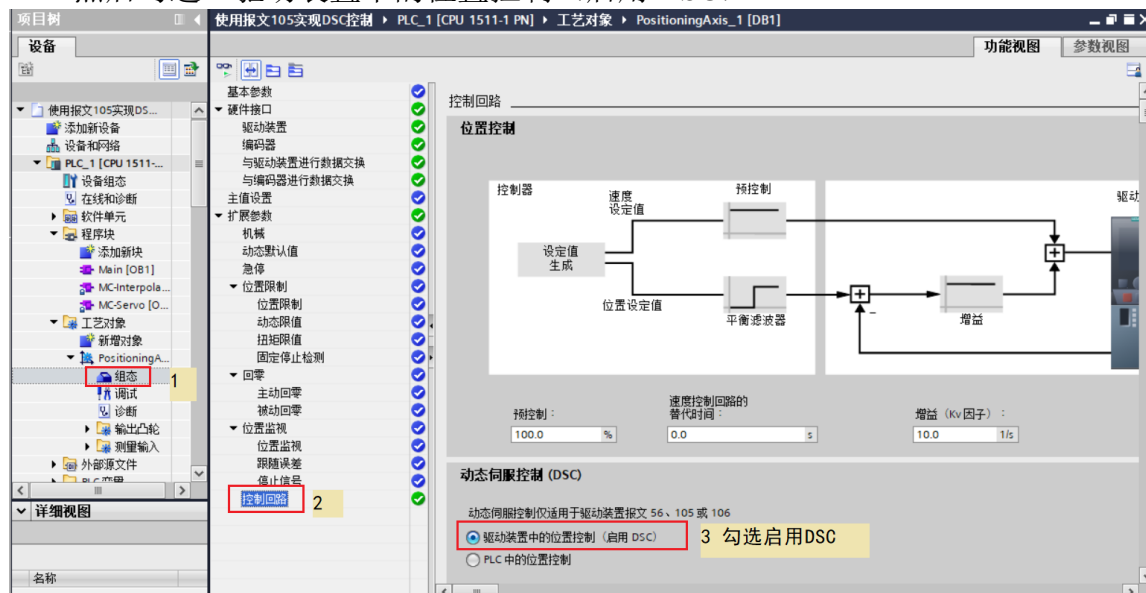 项目树
使用报文105实现DSC控制 ▸ PLC_1 [CPU 1511-1 PN] ▸ 工艺对象 ▸ PositioningAxis_1 [DB1]
设备
功能视图
参数视图
使用报文105实现DS...
添加新设备
设备和网络
PLC_1 [CPU 1511-...
设备组态
在线和诊断
软件单元
程序块
添加新块
Main [OB1]
MC-Interpola...
MC-Servo [O...
工艺对象
新增对象
PositioningA...
组态
1
调试
诊断
输出凸轮
测量输入
外部源文件
详细视图
名称
基本参数
硬件接口
驱动装置
编码器
与驱动装置进行数据交换
与编码器进行数据交换
主值设置
扩展参数
机械
动态默认值
急停
位置限制
位置限制
动态限值
扭矩限值
固定停止检测
回零
主动回零
被动回零
位置监视
位置监视
跟随误差
停止信号
控制回路
2
控制回路
位置控制
控制器
速度
设定值
预控制
设定值
生成
位置设定值
平衡滤波器
增益
预控制：
速度控制回路的
替代时间：
增益（Kv 因子）：
100.0 %
0.0 s
10.0 1/s
动态伺服控制 (DSC)
动态伺服控制仅适用于驱动装置报文 56、105 或 106
驱动装置中的位置控制（启用 DSC）
3 勾选启用DSC
PLC 中的位置控制